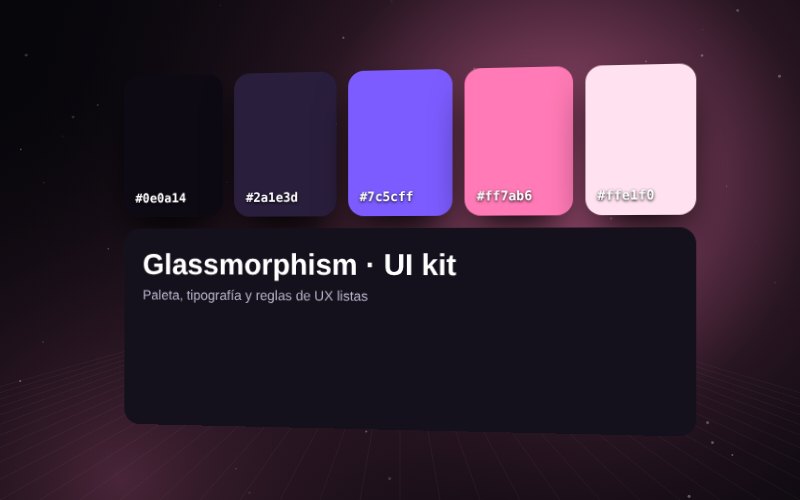 #0e0a14
#2a1e3d
#7c5cff
#ff7ab6
#ffe1f0
Glassmorphism · UI kit
Paleta, tipografía y reglas de UX listas